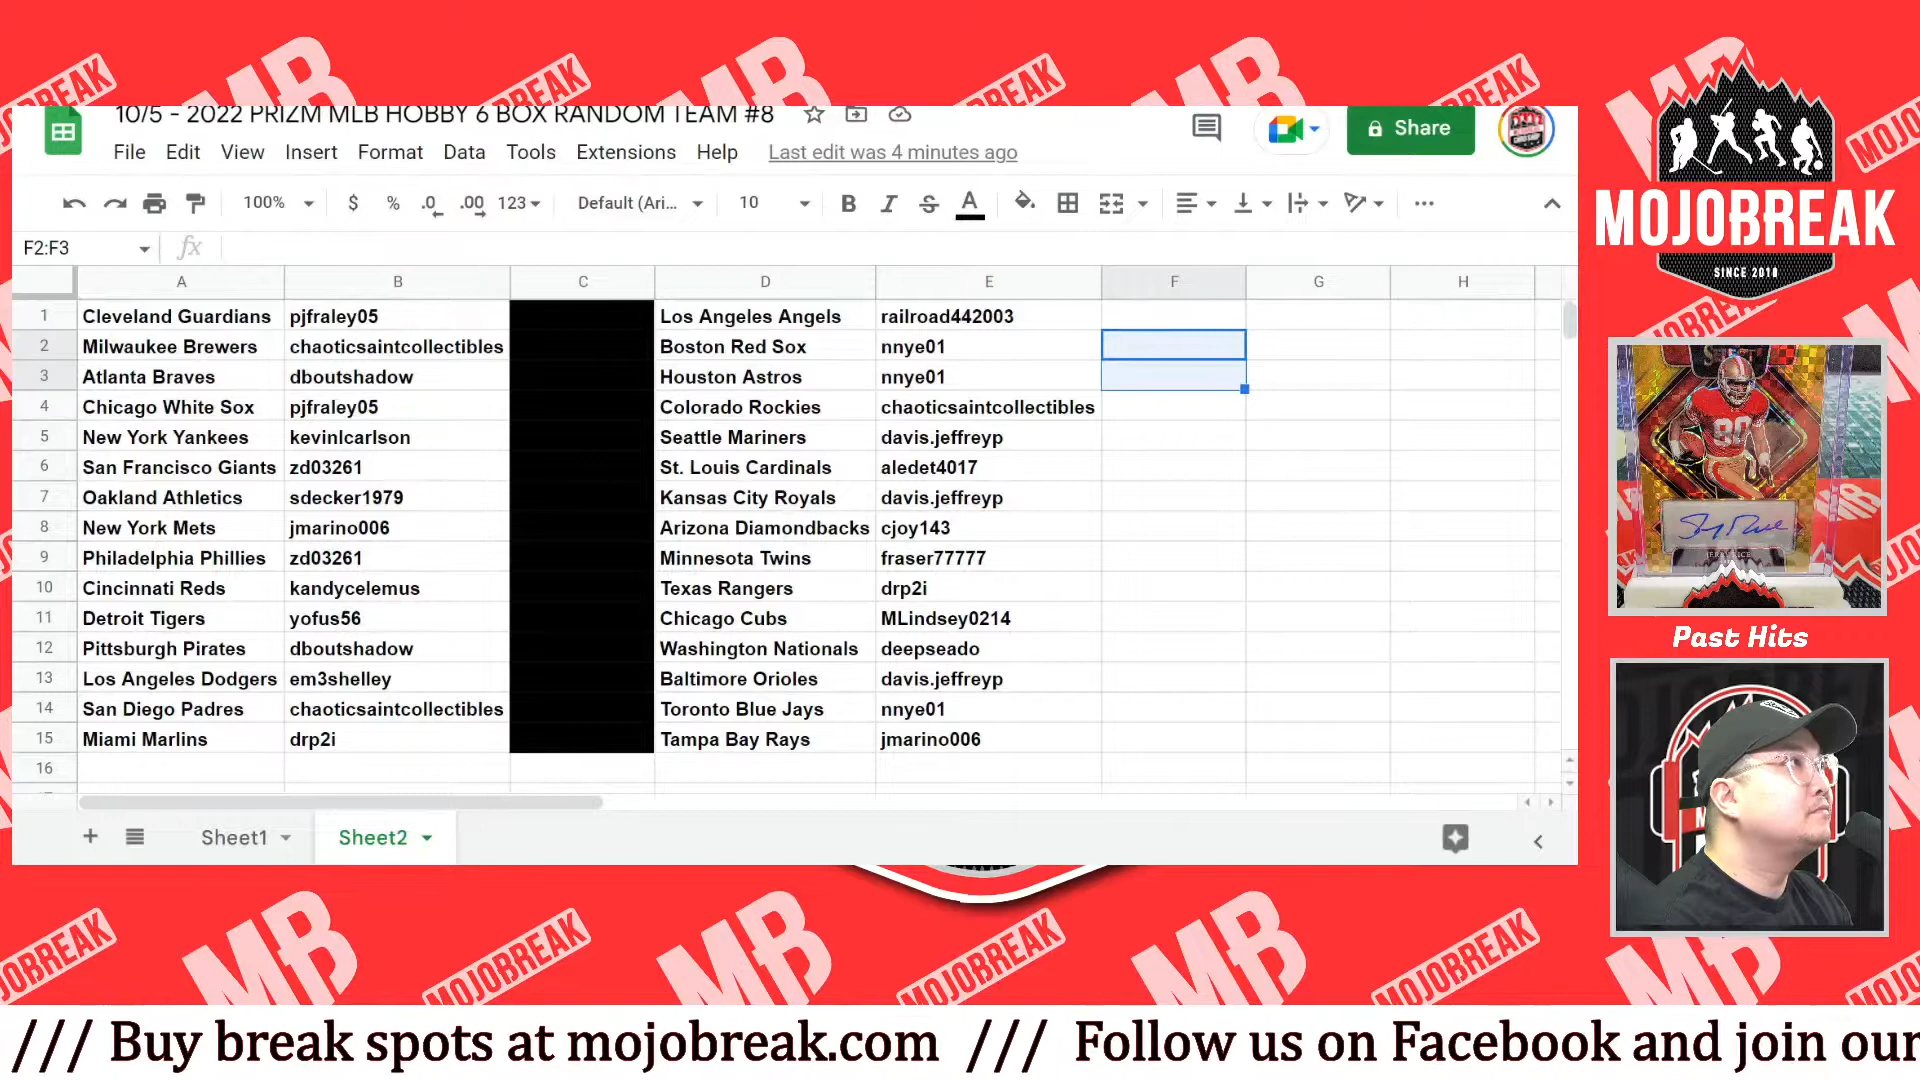 10/5 - 2022 PRIZM MLB HOBBY 6 BOX RANDOM TEAM #8
File Edit View Insert Format Data Tools Extensions Help Last edit was 4 minutes ago
Share
100% $ % .0 .00 123 Default (Ari... 10 B I S A
F2:F3 fx
A B C D E F G H
1 Cleveland Guardians pjfraley05 Los Angeles Angels railroad442003
2 Milwaukee Brewers chaoticsaintcollectibles Boston Red Sox nnye01
3 Atlanta Braves dboutshadow Houston Astros nnye01
4 Chicago White Sox pjfraley05 Colorado Rockies chaoticsaintcollectibles
5 New York Yankees kevinlcarlson Seattle Mariners davis.jeffreyp
6 San Francisco Giants zd03261 St. Louis Cardinals aledet4017
7 Oakland Athletics sdecker1979 Kansas City Royals davis.jeffreyp
8 New York Mets jmarino006 Arizona Diamondbacks cjoy143
9 Philadelphia Phillies zd03261 Minnesota Twins fraser77777
10 Cincinnati Reds kandycelemus Texas Rangers drp2i
11 Detroit Tigers yofus56 Chicago Cubs MLindsey0214
12 Pittsburgh Pirates dboutshadow Washington Nationals deepseado
13 Los Angeles Dodgers em3shelley Baltimore Orioles davis.jeffreyp
14 San Diego Padres chaoticsaintcollectibles Toronto Blue Jays nnye01
15 Miami Marlins drp2i Tampa Bay Rays jmarino006
16
Sheet1 Sheet2
MOJOBREAK
SINCE 2018
80
JERRY RICE
Past Hits
MB
MOJOBREAK
/// Buy break spots at mojobreak.com /// Follow us on Facebook and join our